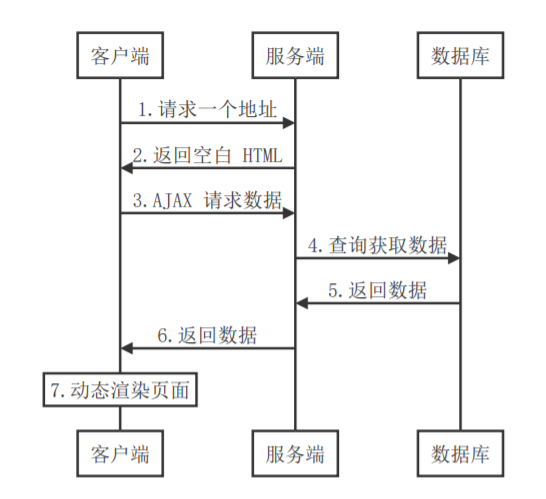 客户端 服务端 数据库
1.请求一个地址
2.返回空白 HTML
3.AJAX 请求数据
4.查询获取数据
5.返回数据
6.返回数据
7.动态渲染页面
客户端 服务端 数据库